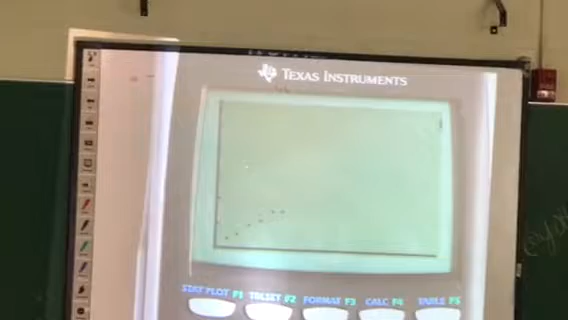 TEXAS INSTRUMENTS
STAT PLOT F1 TBLSET F2 FORMAT F3 CALC F4 TABLE F5